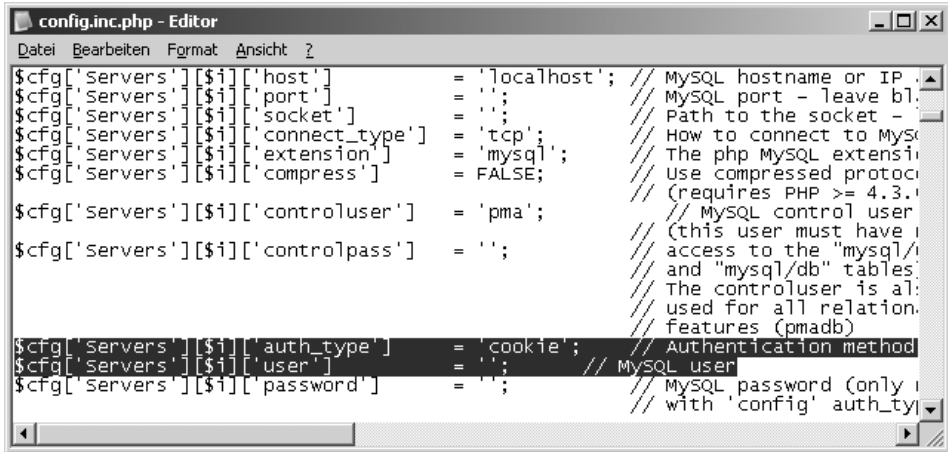 config.inc.php - Editor
Datei Bearbeiten Format Ansicht ?
$cfg['Servers'][$i]['host'] = 'localhost'; // MySQL hostname or IP
$cfg['Servers'][$i]['port'] = ''; // MySQL port - leave bl
$cfg['Servers'][$i]['socket'] = ''; // Path to the socket -
$cfg['Servers'][$i]['connect_type'] = 'tcp'; // How to connect to MyS
$cfg['Servers'][$i]['extension'] = 'mysql'; // The php MySQL extensi
$cfg['Servers'][$i]['compress'] = FALSE; // Use compressed protoc
// (requires PHP >= 4.3.
$cfg['Servers'][$i]['controluser'] = 'pma'; // MySQL control user
// (this user must have
$cfg['Servers'][$i]['controlpass'] = ''; // access to the "mysql/
// and "mysql/db" tables
// The controluser is al
// used for all relation
// features (pmadb)
$cfg['Servers'][$i]['auth_type'] = 'cookie'; // Authentication method
$cfg['Servers'][$i]['user'] = ''; // MySQL user
$cfg['Servers'][$i]['password'] = ''; // MySQL password (only
// with 'config' auth_ty